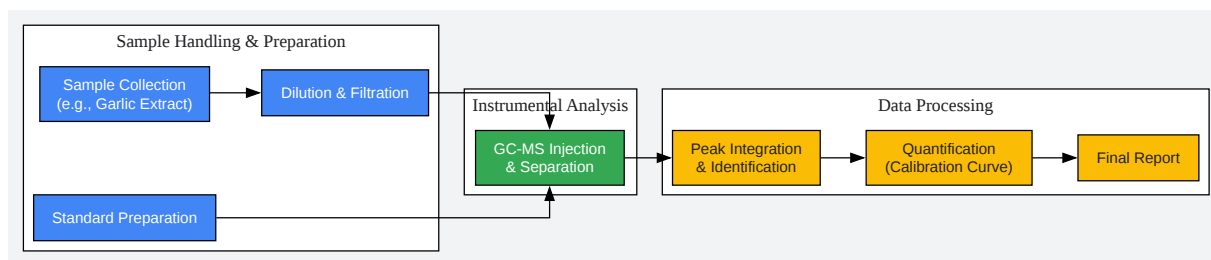 Sample Handling & Preparation
Sample Collection
(e.g., Garlic Extract)
Dilution & Filtration
Standard Preparation
Instrumental Analysis
GC-MS Injection
& Separation
Data Processing
Peak Integration
& Identification
Quantification
(Calibration Curve)
Final Report